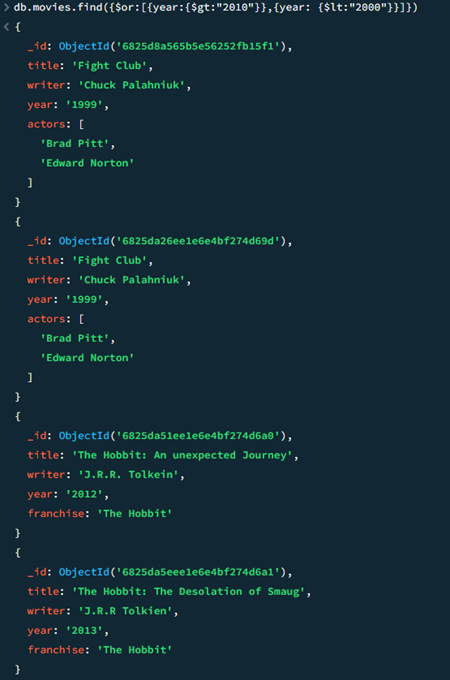 > db.movies.find({$or:[{year:{$gt:"2010"}},{year: {$lt:"2000"}}]})
< {
_id: ObjectId('6825d8a565b5e56252fb15f1'),
title: 'Fight Club',
writer: 'Chuck Palahniuk',
year: '1999',
actors: [
'Brad Pitt',
'Edward Norton'
]
}
{
_id: ObjectId('6825da26ee1e6e4bf274d69d'),
title: 'Fight Club',
writer: 'Chuck Palahniuk',
year: '1999',
actors: [
'Brad Pitt',
'Edward Norton'
]
}
{
_id: ObjectId('6825da51ee1e6e4bf274d6a0'),
title: 'The Hobbit: An unexpected Journey',
writer: 'J.R.R. Tolkein',
year: '2012',
franchise: 'The Hobbit'
}
{
_id: ObjectId('6825da5eee1e6e4bf274d6a1'),
title: 'The Hobbit: The Desolation of Smaug',
writer: 'J.R.R Tolkien',
year: '2013',
franchise: 'The Hobbit'
}